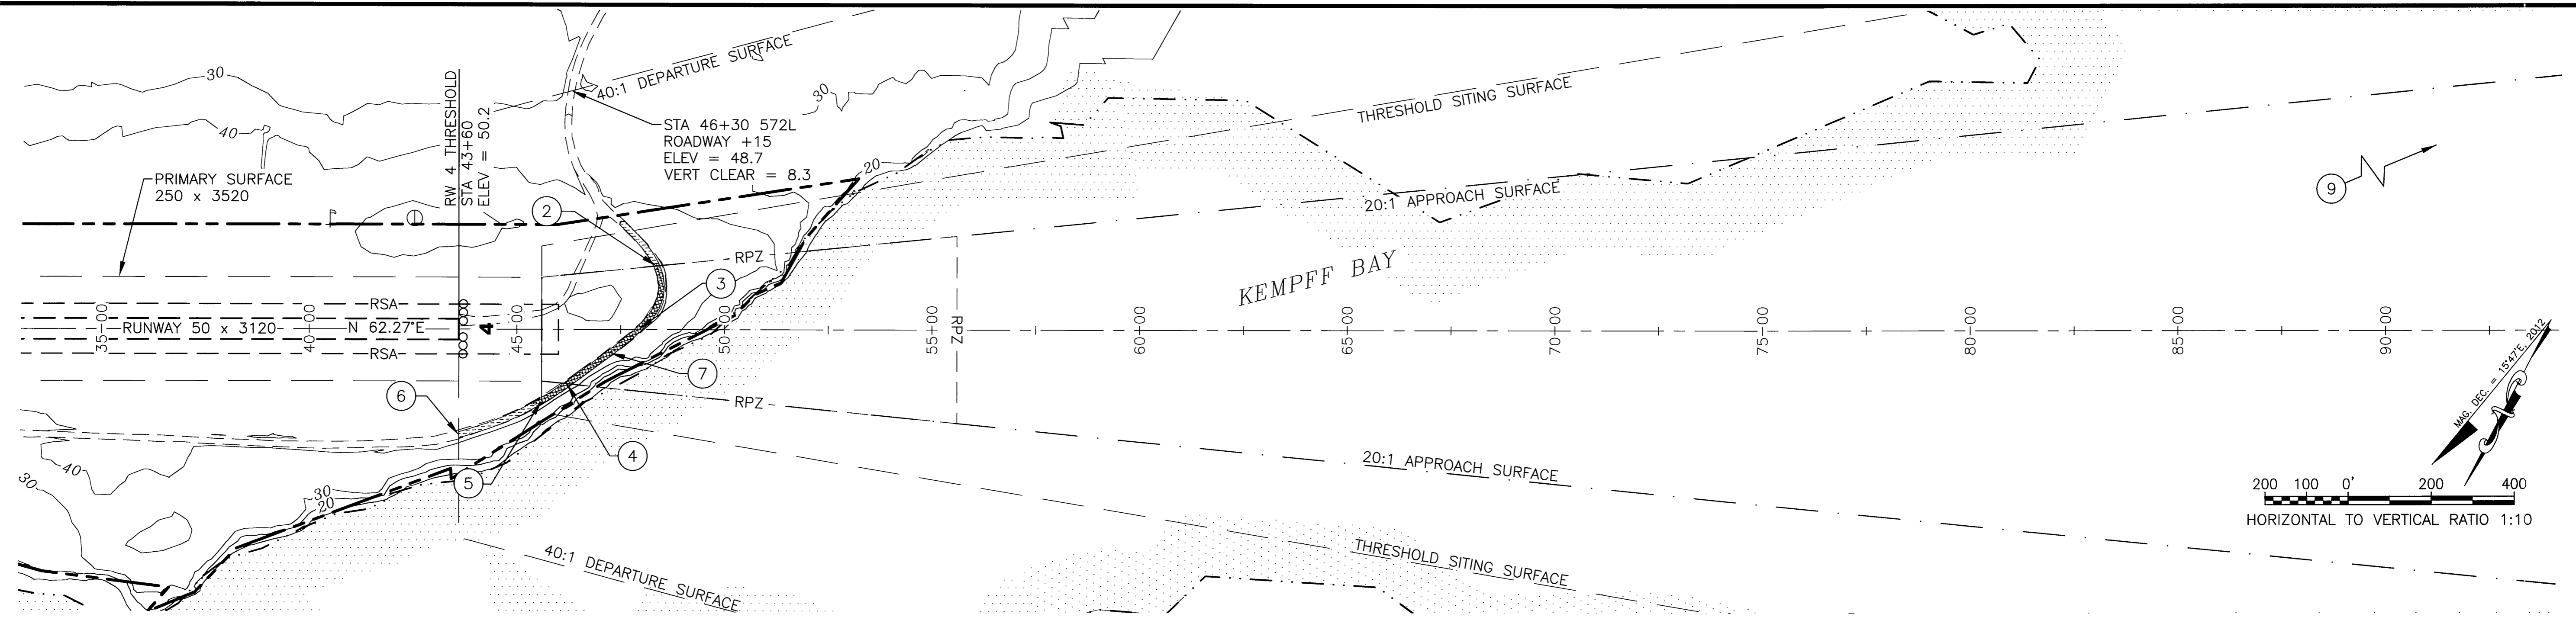 30
40:1 DEPARTURE SURFACE
30
40
RW 4 THRESHOLD
STA 43+60
ELEV = 50.2
STA 46+30 572L
ROADWAY +15
ELEV = 48.7
VERT CLEAR = 8.3
20
THRESHOLD SITING SURFACE
PRIMARY SURFACE
250 x 3520
2
20:1 APPROACH SURFACE
9
RPZ
3
KEMPFF BAY
RSA
35+00
RUNWAY 50 x 3120
40+00
N 62.27°E
4
45+00
50+00
55+00
RPZ
60+00
65+00
70+00
75+00
80+00
85+00
90+00
RSA
7
6
RPZ
4
5
40
30
30
20
20:1 APPROACH SURFACE
40:1 DEPARTURE SURFACE
THRESHOLD SITING SURFACE
MAG. DEC. = 15°47'E, 2012
200 100 0' 200 400
HORIZONTAL TO VERTICAL RATIO 1:10